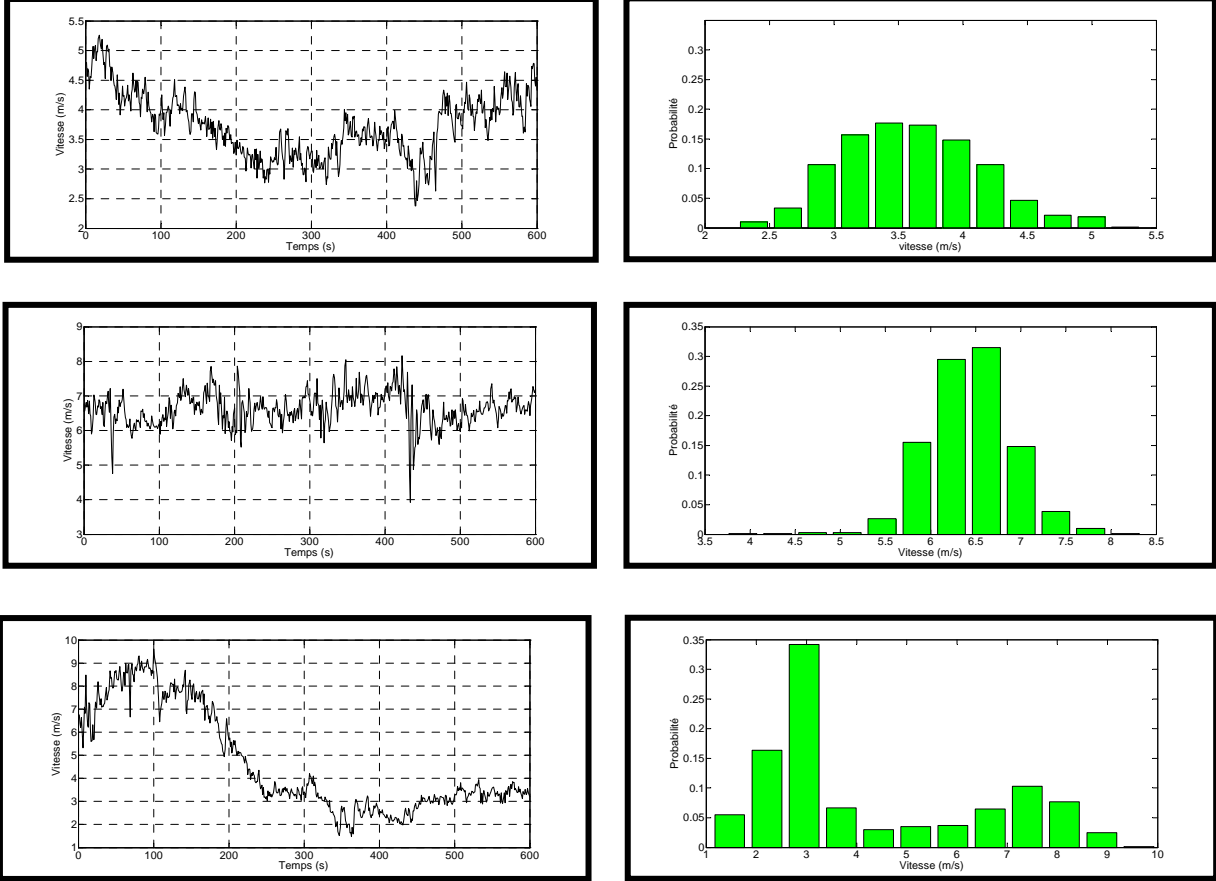 5.5
5
4.5
4
3.5
3
2.5
2
0 100 200 300 400 500 600
Temps (s)
Vitesse (m/s)
0.3
0.25
0.2
0.15
0.1
0.05
0
2 2.5 3 3.5 4 4.5 5 5.5
vitesse (m/s)
Probabilité
9
8
7
6
5
4
3
0 100 200 300 400 500 600
Temps (s)
Vitesse (m/s)
0.35
0.3
0.25
0.2
0.15
0.1
0.05
0
3.5 4 4.5 5 5.5 6 6.5 7 7.5 8 8.5
Vitesse (m/s)
Probabilité
10
9
8
7
6
5
4
3
2
1
0 100 200 300 400 500 600
Temps (s)
Vitesse (m/s)
0.35
0.3
0.25
0.2
0.15
0.1
0.05
0
1 2 3 4 5 6 7 8 9 10
Vitesse (m/s)
Probabilité